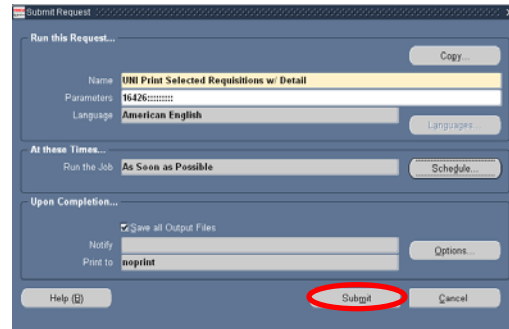 Submit Request
Run this Request...
Copy...
Name UNI Print Selected Requisitions w/ Detail
Parameters 16426:::::::::
Language American English
Languages...
At these Times...
Run the Job As Soon as Possible
Schedule...
Upon Completion...
Save all Output Files
Notify
Options...
Print to noprint
Help (B)
Submit
Cancel